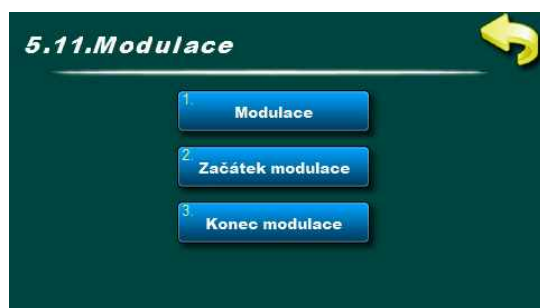 5.11.Modulace
1.
Modulace
2.
Začátek modulace
3.
Konec modulace